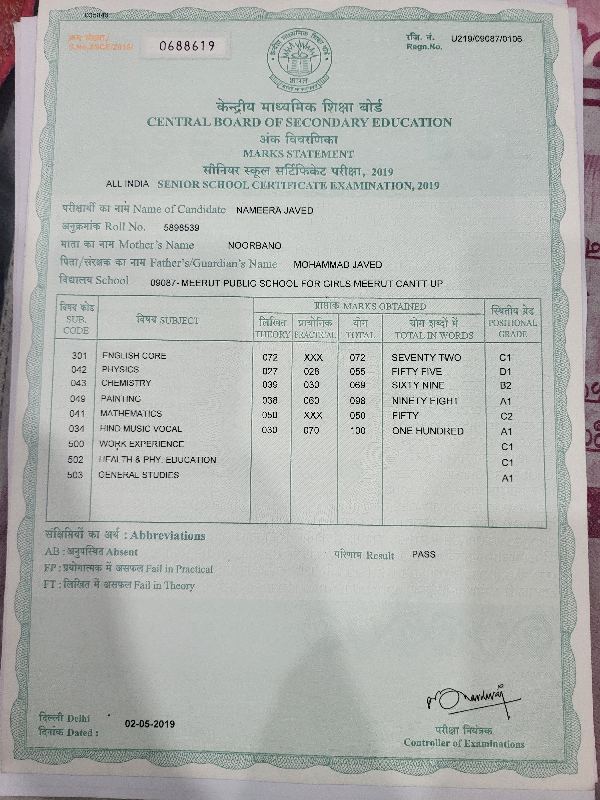 0688619
रजि. नं. U219/09087/0106
Regn.No.
केन्द्रीय माध्यमिक शिक्षा बोर्ड
CENTRAL BOARD OF SECONDARY EDUCATION
अंक विवरणिका
MARKS STATEMENT
सीनियर स्कूल सर्टिफिकेट परीक्षा, 2019
ALL INDIA SENIOR SCHOOL CERTIFICATE EXAMINATION, 2019
परीक्षार्थी का नाम Name of Candidate NAMEERA JAVED
अनुक्रमांक Roll No. 5898539
माता का नाम Mother's Name NOORBANO
पिता/संरक्षक का नाम Father's/Guardian's Name MOHAMMAD JAVED
विद्यालय School 09087- MEERUT PUBLIC SCHOOL FOR GIRLS MEERUT CANTT UP
विषय कोड SUB. CODE विषय SUBJECT प्राप्तांक MARKS OBTAINED स्थितीय ग्रेड POSITIONAL GRADE
लिखित THEORY प्रायोगिक PRACTICAL योग TOTAL योग शब्दों में TOTAL IN WORDS
301 ENGLISH CORE 072 XXX 072 SEVENTY TWO C1
042 PHYSICS 027 028 055 FIFTY FIVE D1
043 CHEMISTRY 039 030 069 SIXTY NINE B2
049 PAINTING 038 060 098 NINETY EIGHT A1
041 MATHEMATICS 050 XXX 050 FIFTY C2
034 HIND MUSIC VOCAL 030 070 100 ONE HUNDRED A1
500 WORK EXPERIENCE C1
502 HEALTH & PHY. EDUCATION C1
503 GENERAL STUDIES A1
संक्षिप्तियों का अर्थ : Abbreviations
AB : अनुपस्थित Absent परिणाम Result PASS
FP : प्रयोगात्मक में असफल Fail in Practical
FT : लिखित में असफल Fail in Theory
दिल्ली Delhi
दिनांक Dated : 02-05-2019
परीक्षा नियंत्रक
Controller of Examinations